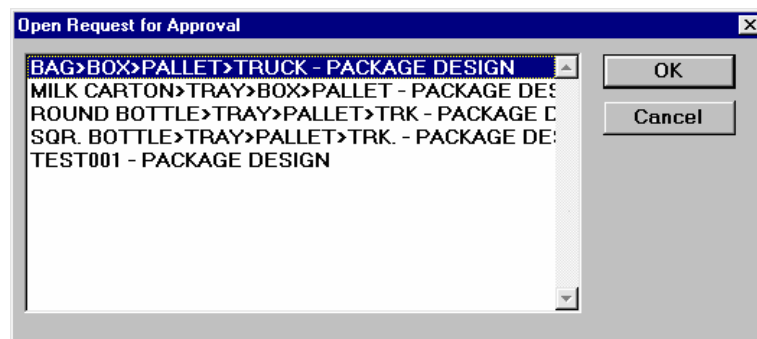 Open Request for Approval
BAG>BOX>PALLET>TRUCK - PACKAGE DESIGN
MILK CARTON>TRAY>BOX>PALLET - PACKAGE DES
ROUND BOTTLE>TRAY>PALLET>TRK - PACKAGE D
SQR. BOTTLE>TRAY>PALLET>TRK. - PACKAGE DE
TEST001 - PACKAGE DESIGN
OK
Cancel